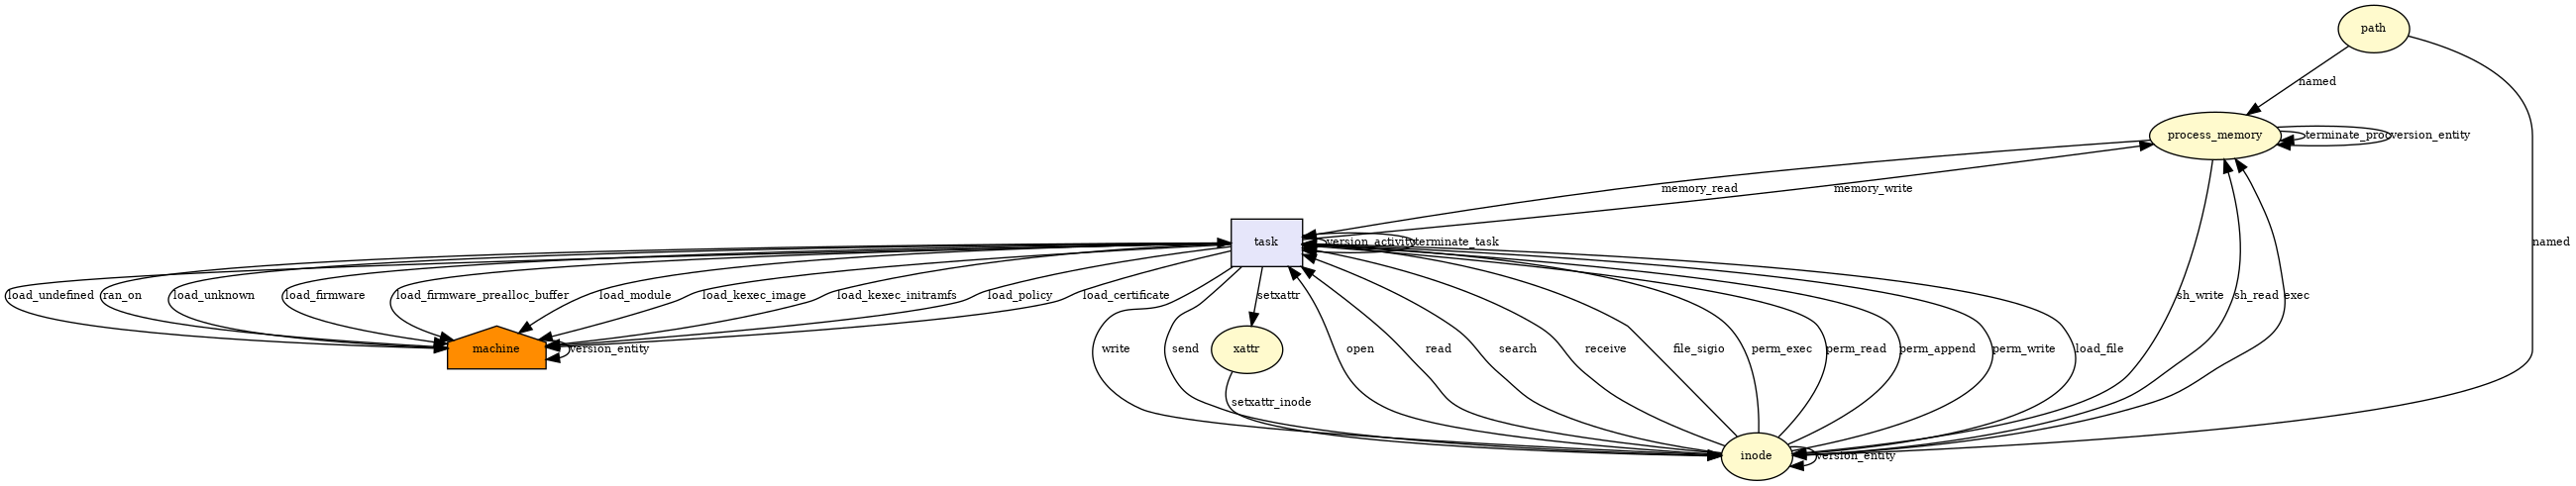 path
named
process_memory
terminate_proc
version_entity
memory_read
memory_write
task
version_activity
terminate_task
named
load_undefined
ran_on
load_unknown
load_firmware
load_firmware_prealloc_buffer
load_module
load_kexec_image
load_kexec_initramfs
load_policy
load_certificate
setxattr
sh_write
sh_read
exec
machine
version_entity
write
send
xattr
open
read
search
receive
file_sigio
perm_exec
perm_read
perm_append
perm_write
load_file
setxattr_inode
inode
version_entity